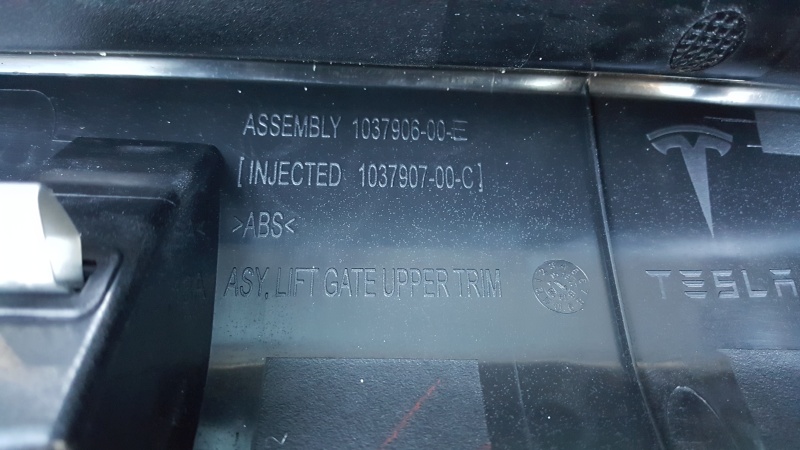 ASSEMBLY 1037906-00-E
[ INJECTED 1037907-00-C ]
>ABS<
ASY, LIFT GATE UPPER TRIM
TESLA